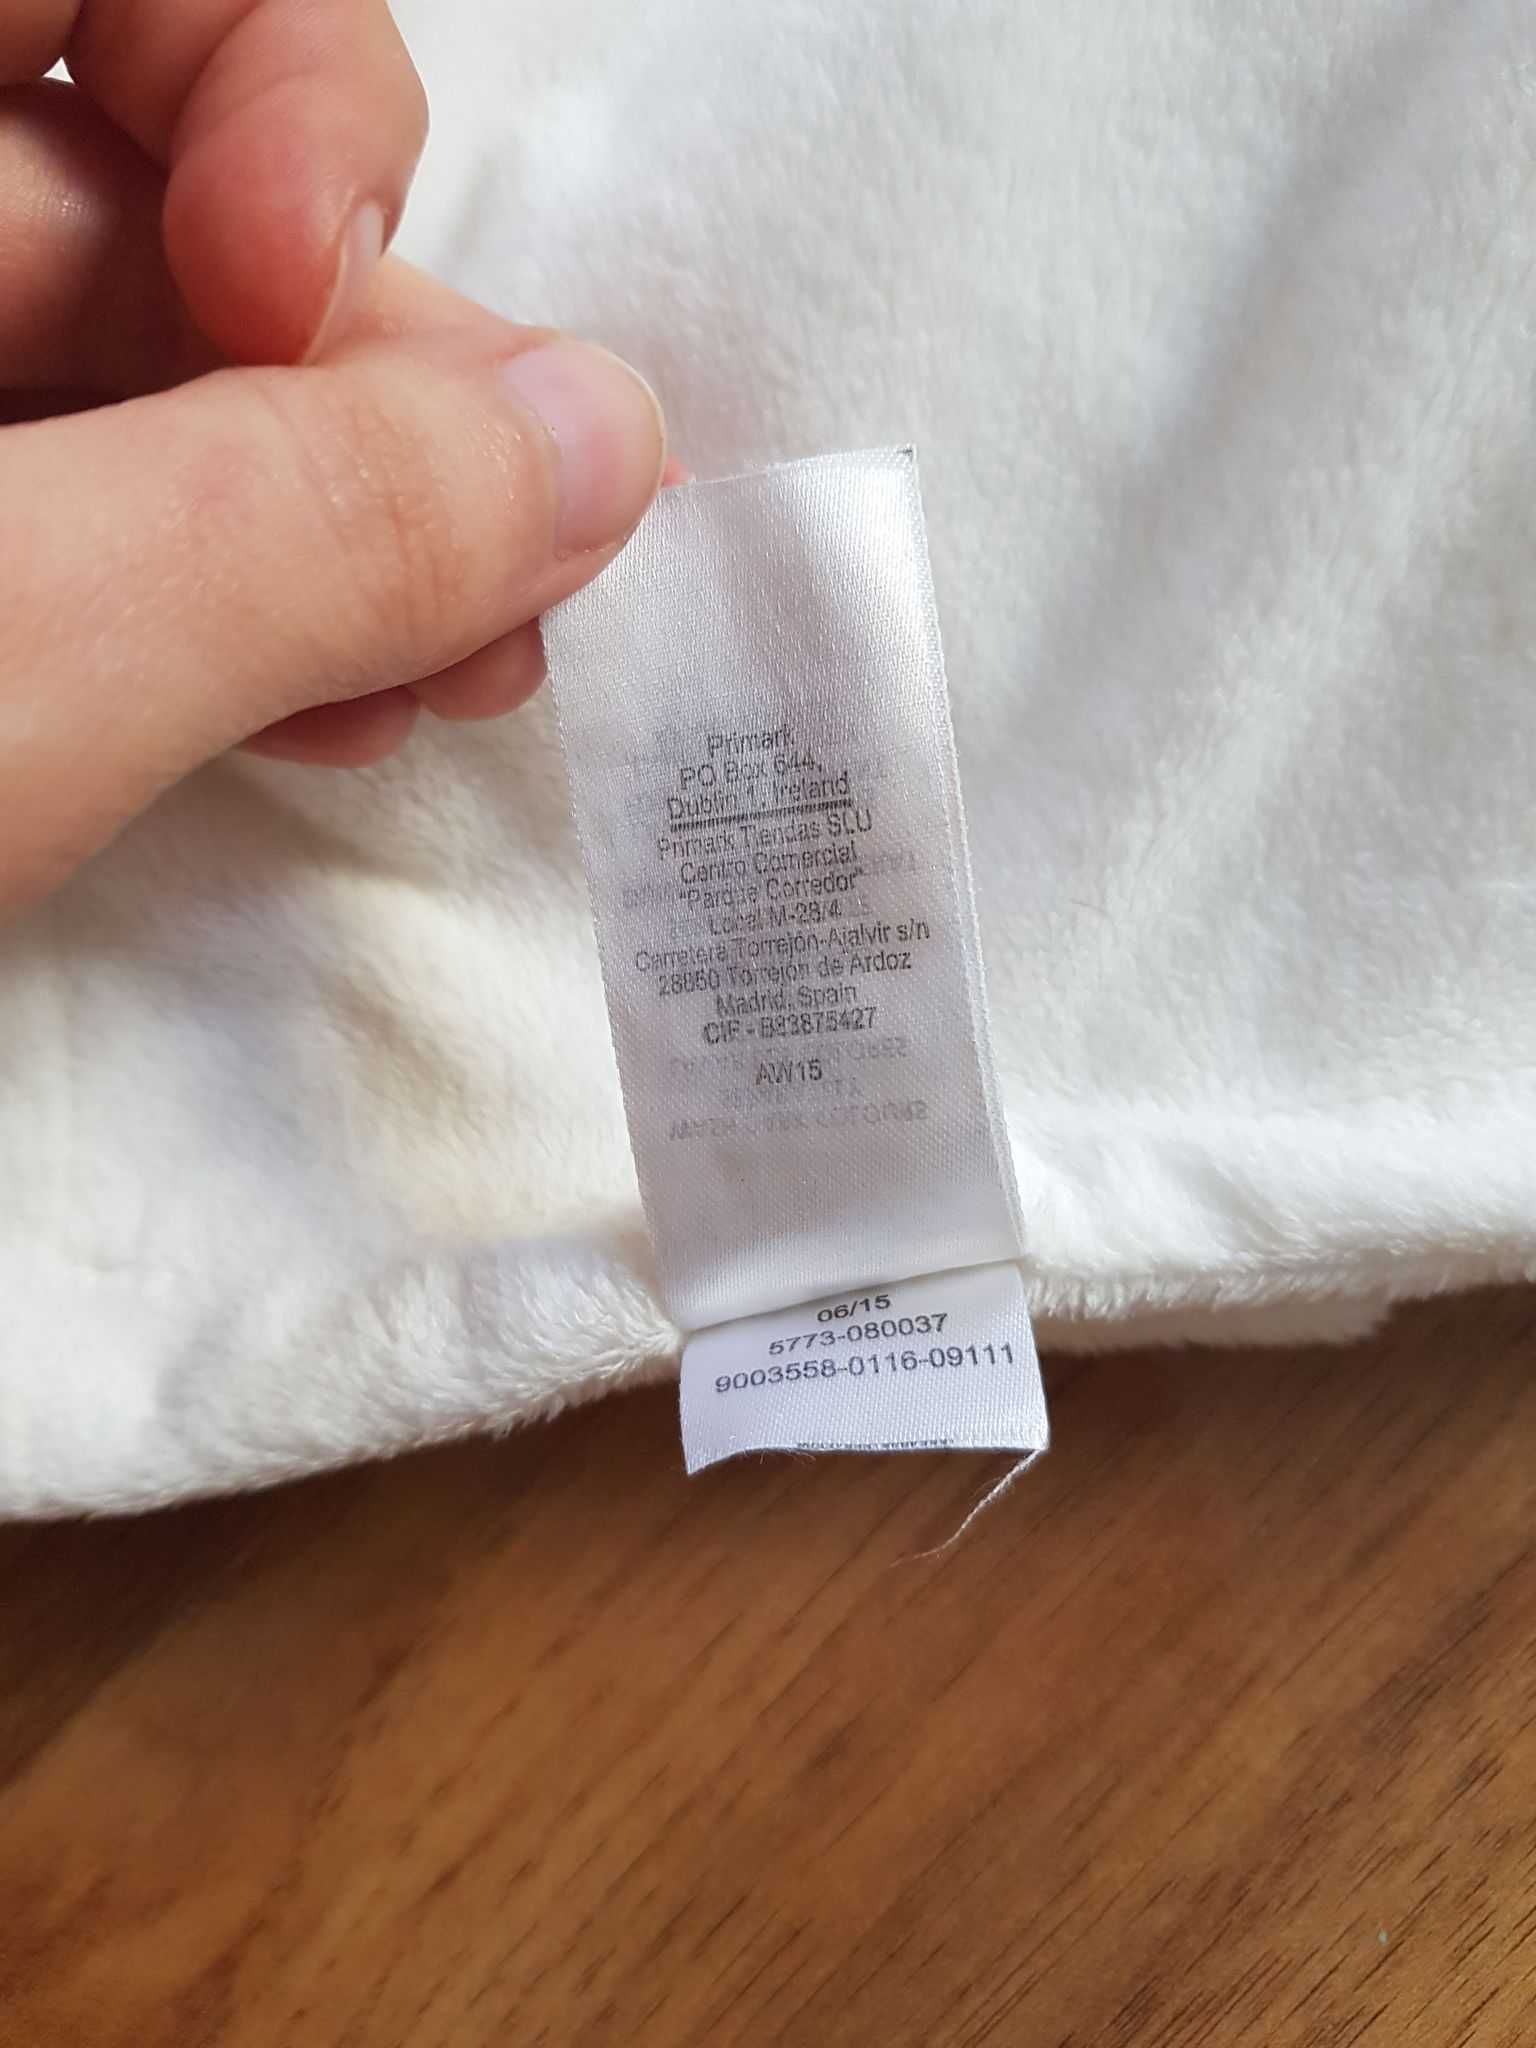 Primark
PO Box 644,
Dublin 1, Ireland
Primark Tiendas SLU
Centro Comercial
"Parque Corredor"
Local M-28/4
Carretera Torrejón-Ajalvir s/n
28850 Torrejón de Ardoz
Madrid, Spain
CIF - B83875427
AW15
06/15
5773-080037
9003558-0116-09111